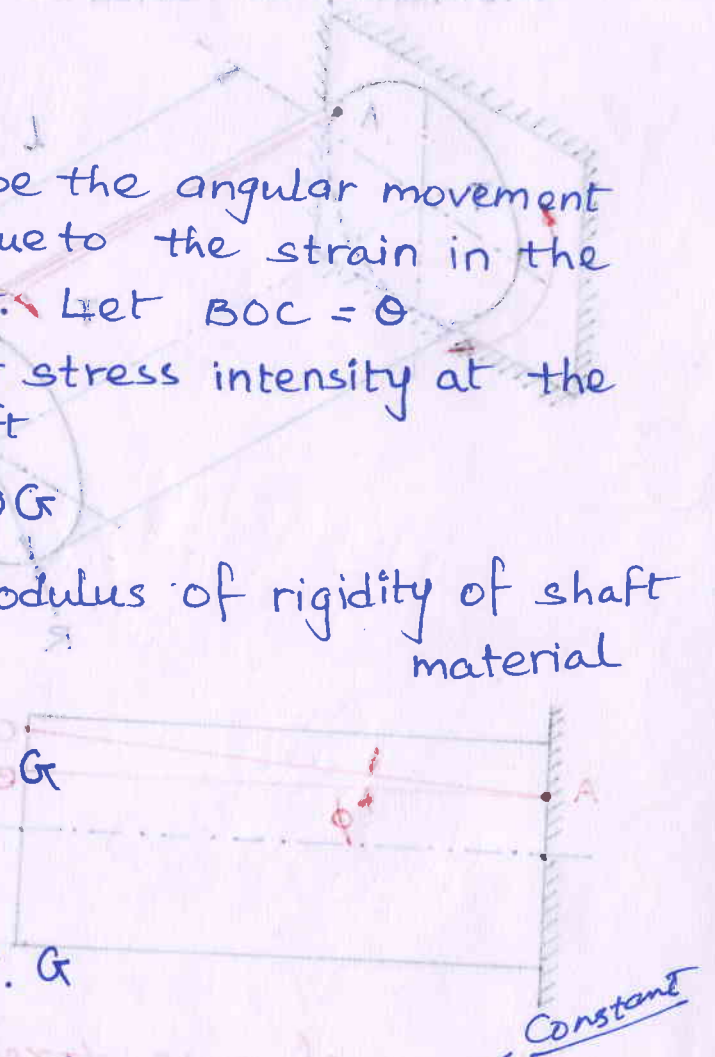 A
be the angular movement
ue to the strain in the
. Let BOC = θ
stress intensity at the
ft
G
odulus of rigidity of shaft
material
G
A
ϕ
. G
Constant